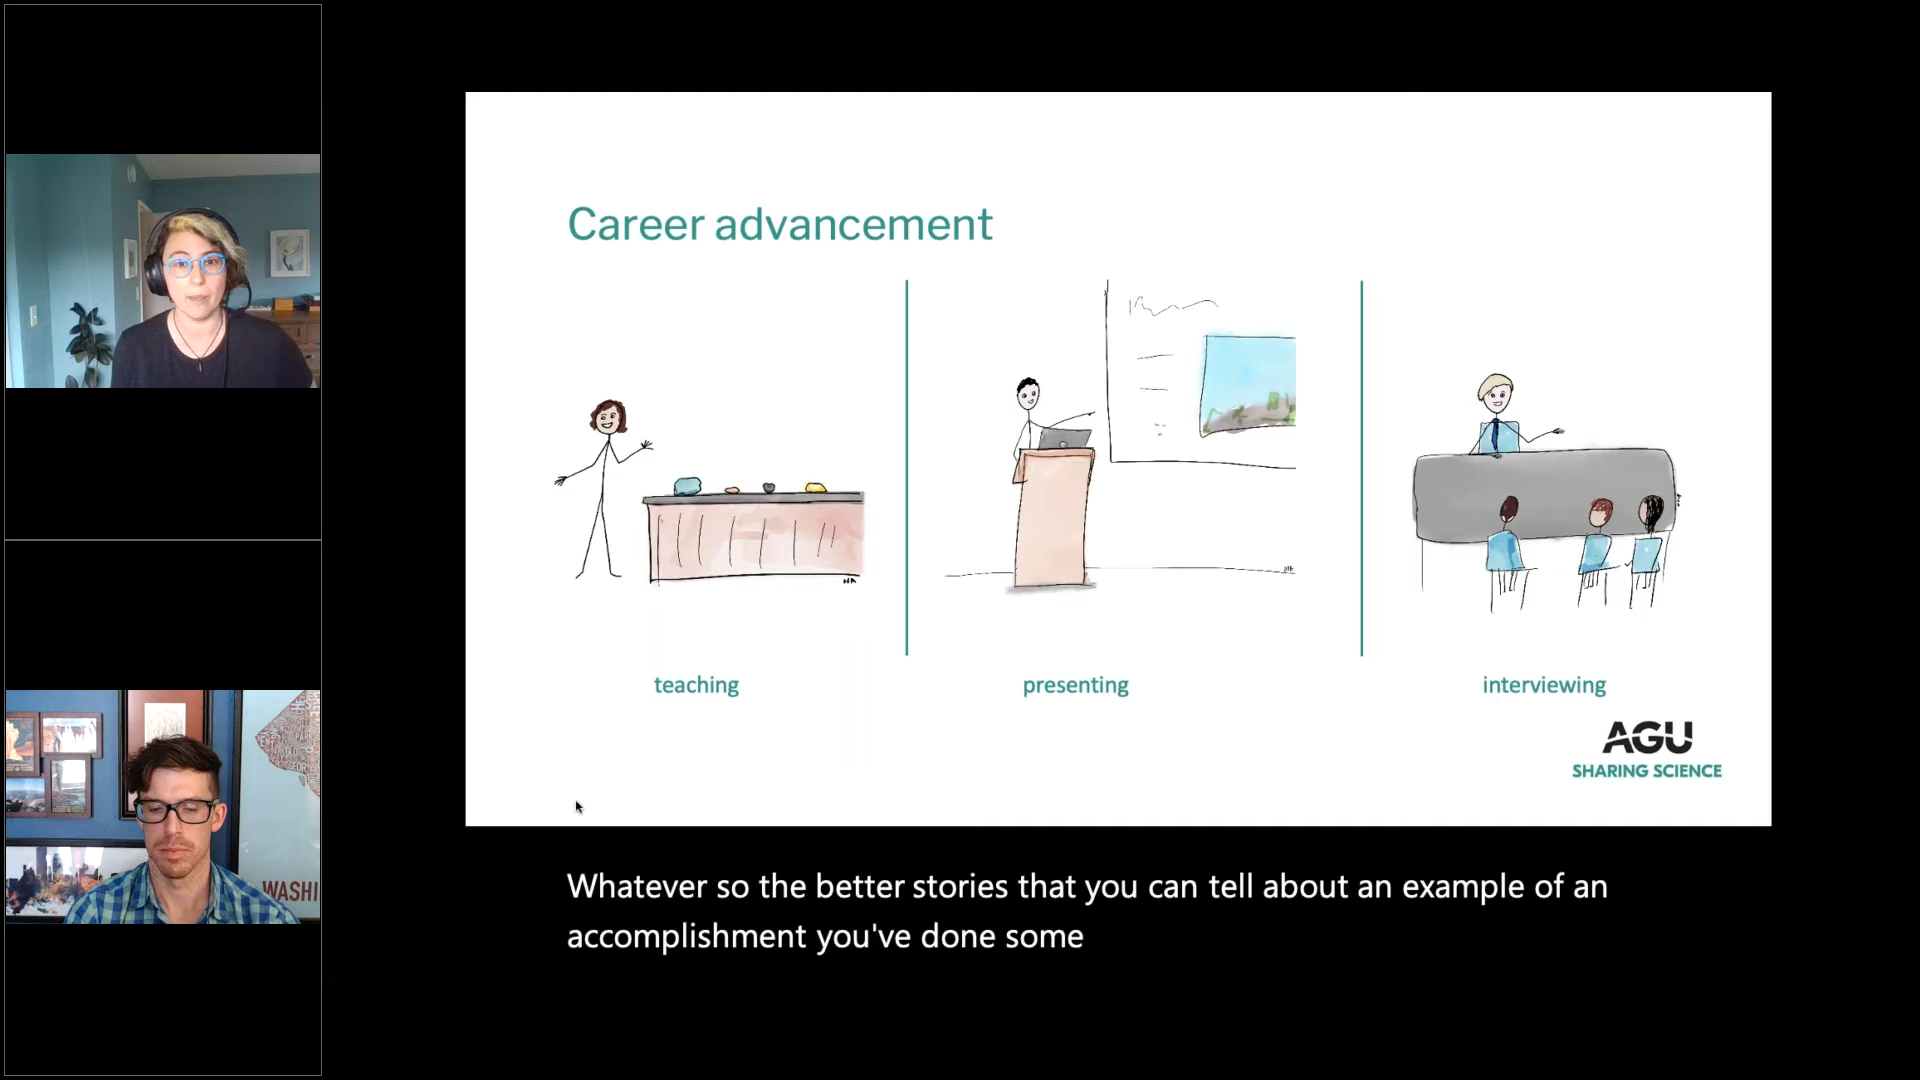 Career advancement
teaching
presenting
interviewing
AGU
SHARING SCIENCE
Whatever so the better stories that you can tell about an example of an
accomplishment you've done some
WASHI